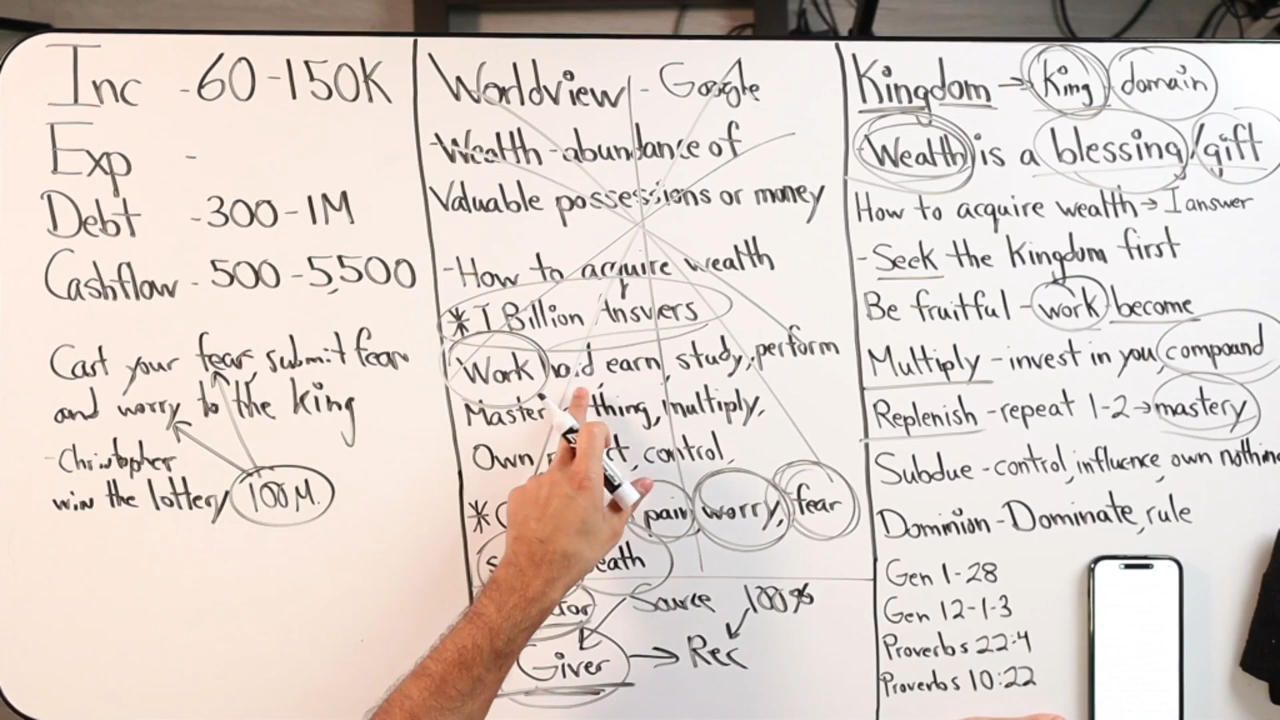 Inc - 60-150K
Exp -
Debt - 300-1M
Cashflow - 500-5,500
Cast your fear, submit fear
and worry to the king
- Christopher
win the lottery 100M.
Worldview - Google
- Wealth - abundance of
Valuable possessions or money
- How to acquire wealth
* 1 Billion Answers
Work hard earn, study, perform
Master thing, multiply,
Own control,
* pain worry, fear
Source 100%
Giver → Rec
Kingdom → king domain
Wealth is a blessing/gift
How to acquire wealth → 1 answer
- Seek the kingdom first
Be fruitful - work become
Multiply - invest in you, compound
Replenish - repeat 1-2 → mastery
Subdue - control, influence, own nothing
Dominion - Dominate, rule
Gen 1-28
Gen 12-1-3
Proverbs 22:4
Proverbs 10:22